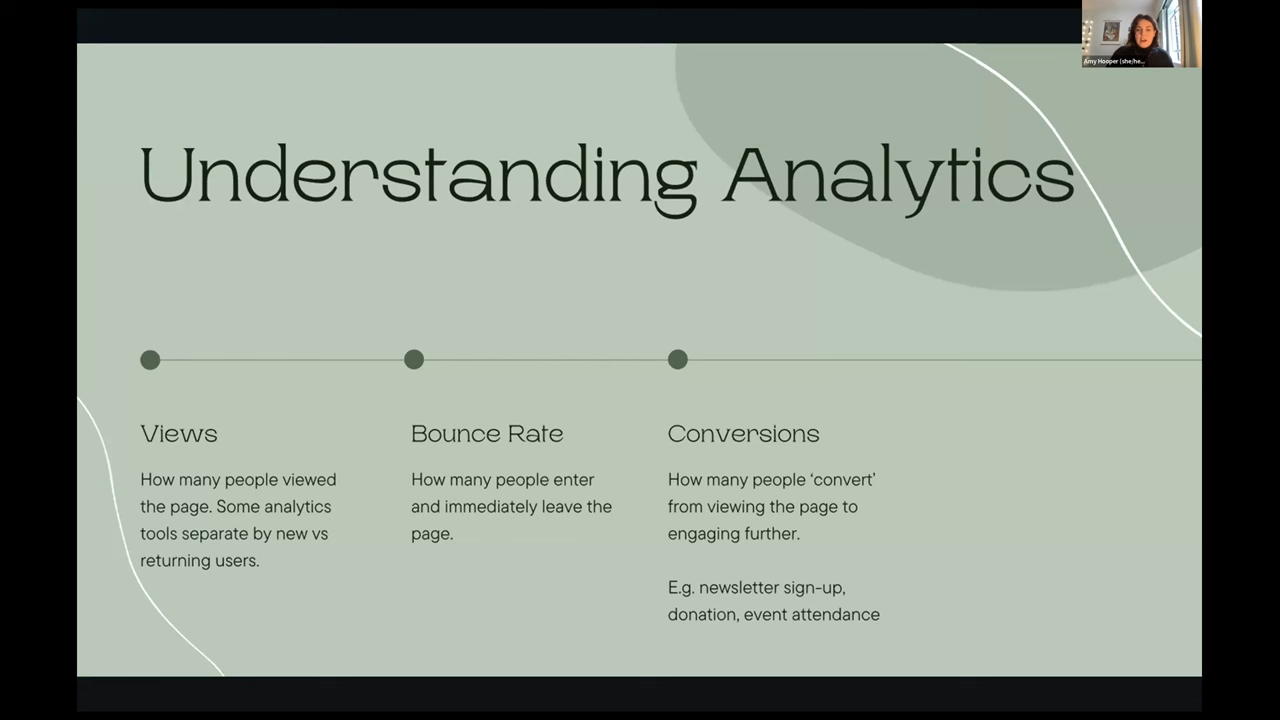 Amy Hooper (she/he...
Understanding Analytics
Views
How many people viewed
the page. Some analytics
tools separate by new vs
returning users.
Bounce Rate
How many people enter
and immediately leave the
page.
Conversions
How many people ‘convert’
from viewing the page to
engaging further.
E.g. newsletter sign-up,
donation, event attendance